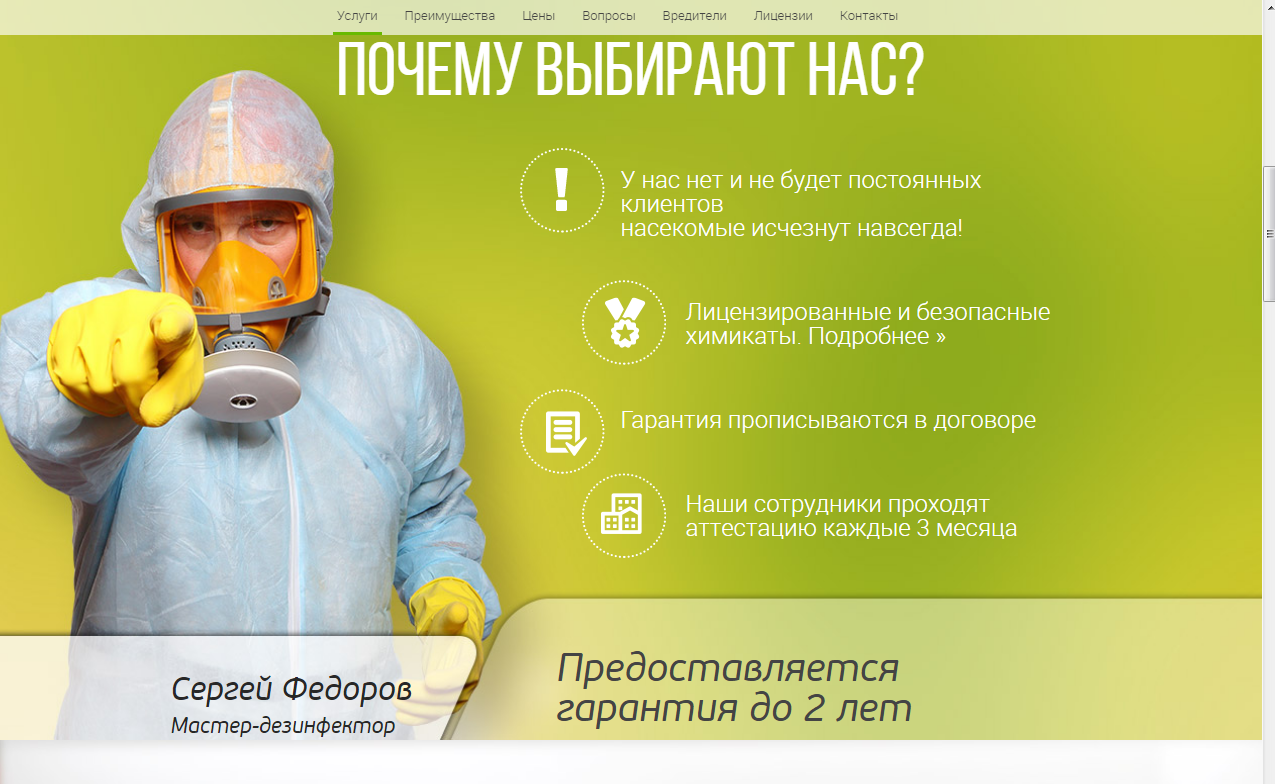 Услуги Преимущества Цены Вопросы Вредители Лицензии Контакты
ПОЧЕМУ ВЫБИРАЮТ НАС?
У нас нет и не будет постоянных
клиентов
насекомые исчезнут навсегда!
Лицензированные и безопасные
химикаты. Подробнее »
Гарантия прописываются в договоре
Наши сотрудники проходят
аттестацию каждые 3 месяца
Предоставляется
гарантия до 2 лет
Сергей Федоров
Мастер-дезинфектор